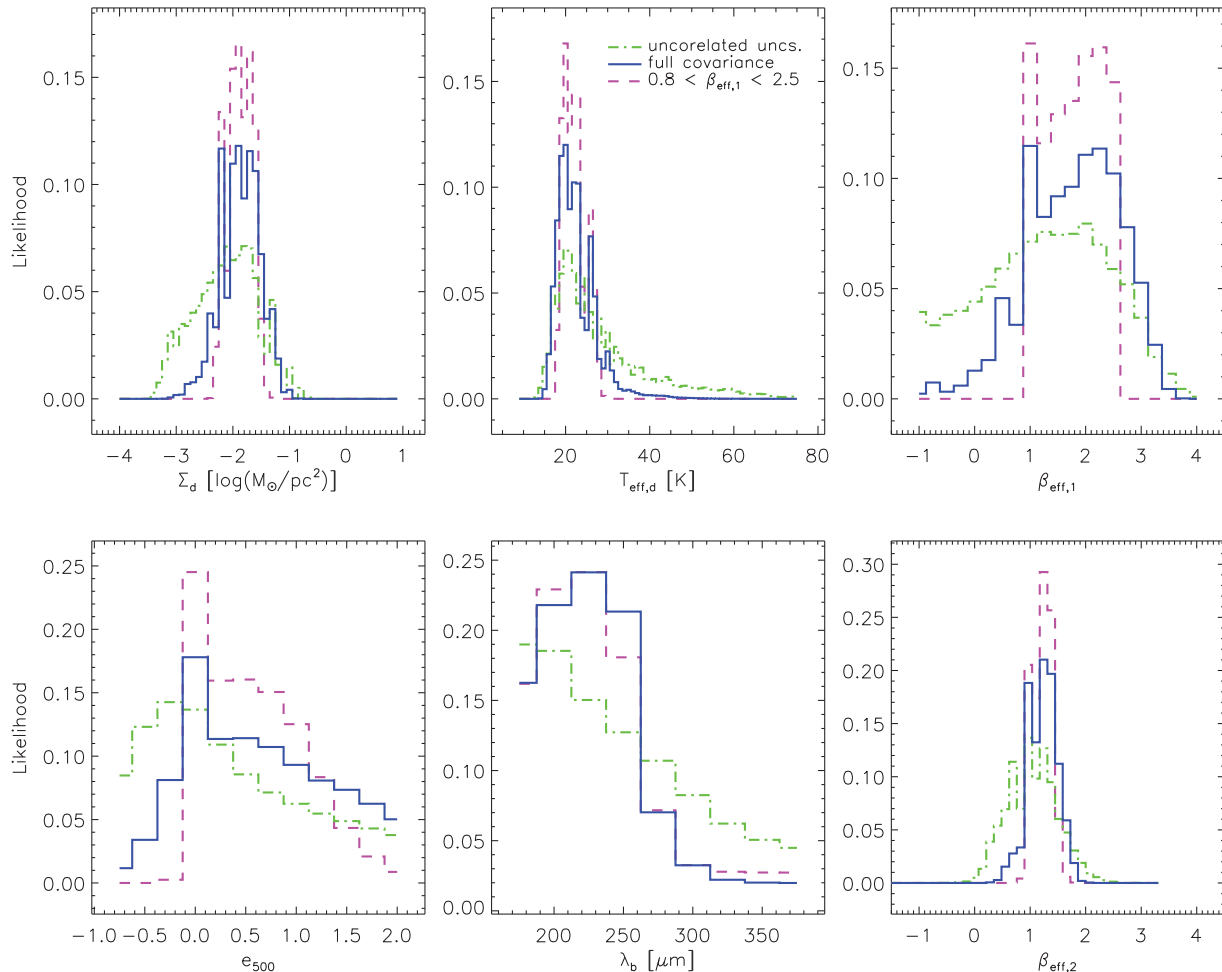 Likelihood
0.15
0.10
0.05
0.00
−4 −3 −2 −1 0 1
Σd [log(M⊙/pc²)]
uncorelated uncs.
full covariance
0.8 < βeff,1 < 2.5
0.15
0.10
0.05
0.00
20 40 60 80
Teff,d [K]
0.15
0.10
0.05
0.00
−1 0 1 2 3 4
βeff,1
Likelihood
0.25
0.20
0.15
0.10
0.05
0.00
−1.0 −0.5 0.0 0.5 1.0 1.5 2.0
e500
0.25
0.20
0.15
0.10
0.05
0.00
200 250 300 350
λb [μm]
0.30
0.20
0.15
0.10
0.05
0.00
−1 0 1 2 3 4
βeff,2